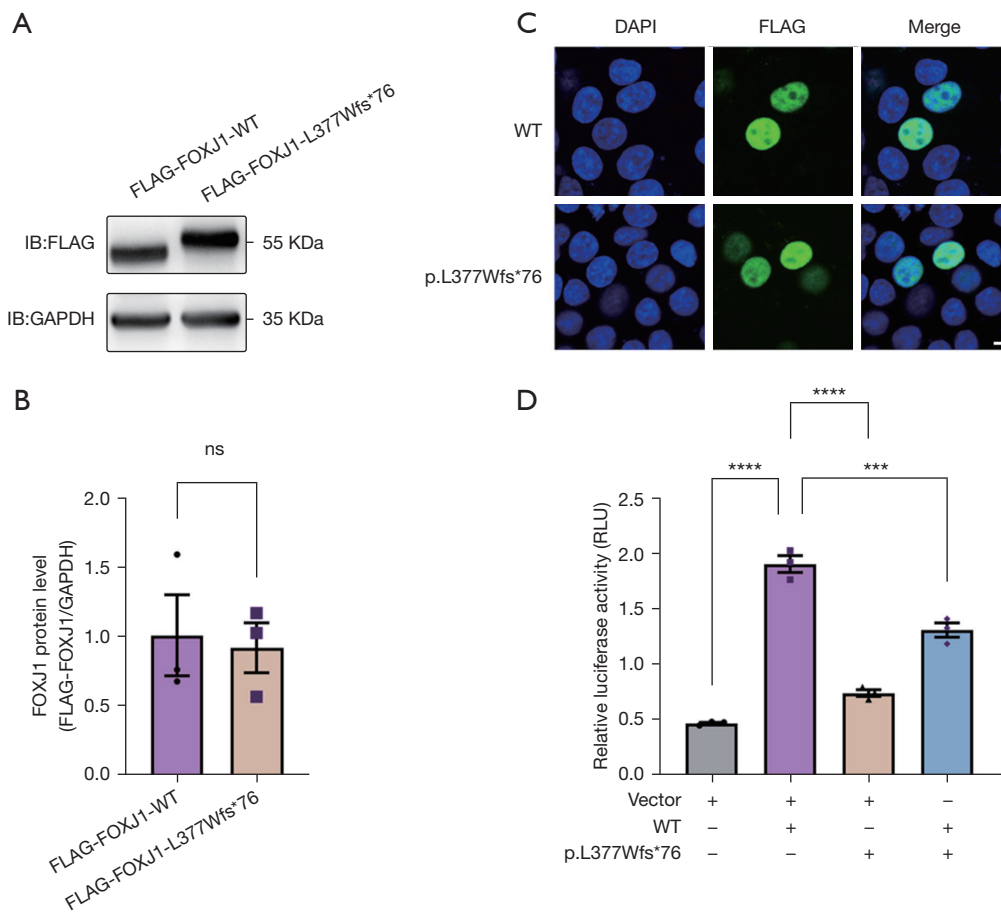 A
FLAG-FOXJ1-WT
FLAG-FOXJ1-L377Wfs*76
IB:FLAG
55 KDa
IB:GAPDH
35 KDa
B
ns
FOXJ1 protein level
(FLAG-FOXJ1/GAPDH)
2.0
1.5
1.0
0.5
0.0
FLAG-FOXJ1-WT
FLAG-FOXJ1-L377Wfs*76
C
DAPI FLAG Merge
WT
p.L377Wfs*76
D
****
**** ***
Relative luciferase activity (RLU)
2.5
2.0
1.5
1.0
0.5
0.0
Vector + + + −
WT − + − +
p.L377Wfs*76 − − + +